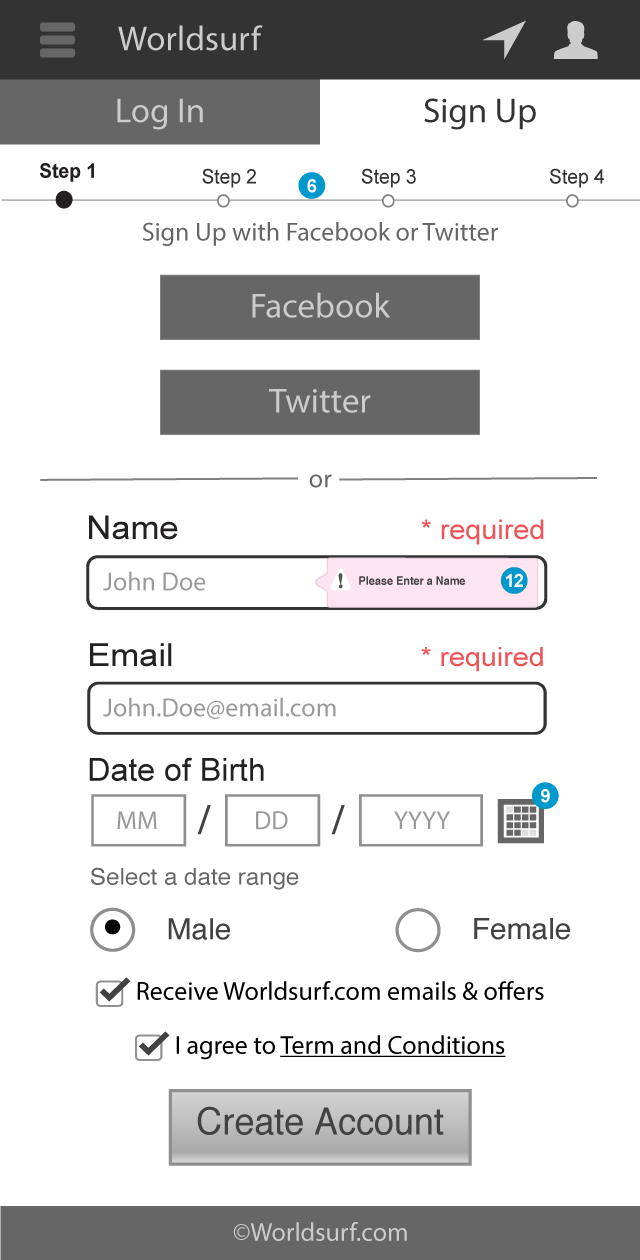 Worldsurf
Log In Sign Up
Step 1 Step 2 6 Step 3 Step 4
Sign Up with Facebook or Twitter
Facebook
Twitter
or
Name * required
John Doe ! Please Enter a Name 12
Email * required
John.Doe@email.com
Date of Birth
MM / DD / YYYY 9
Select a date range
Male Female
Receive Worldsurf.com emails & offers
I agree to Term and Conditions
Create Account
©Worldsurf.com